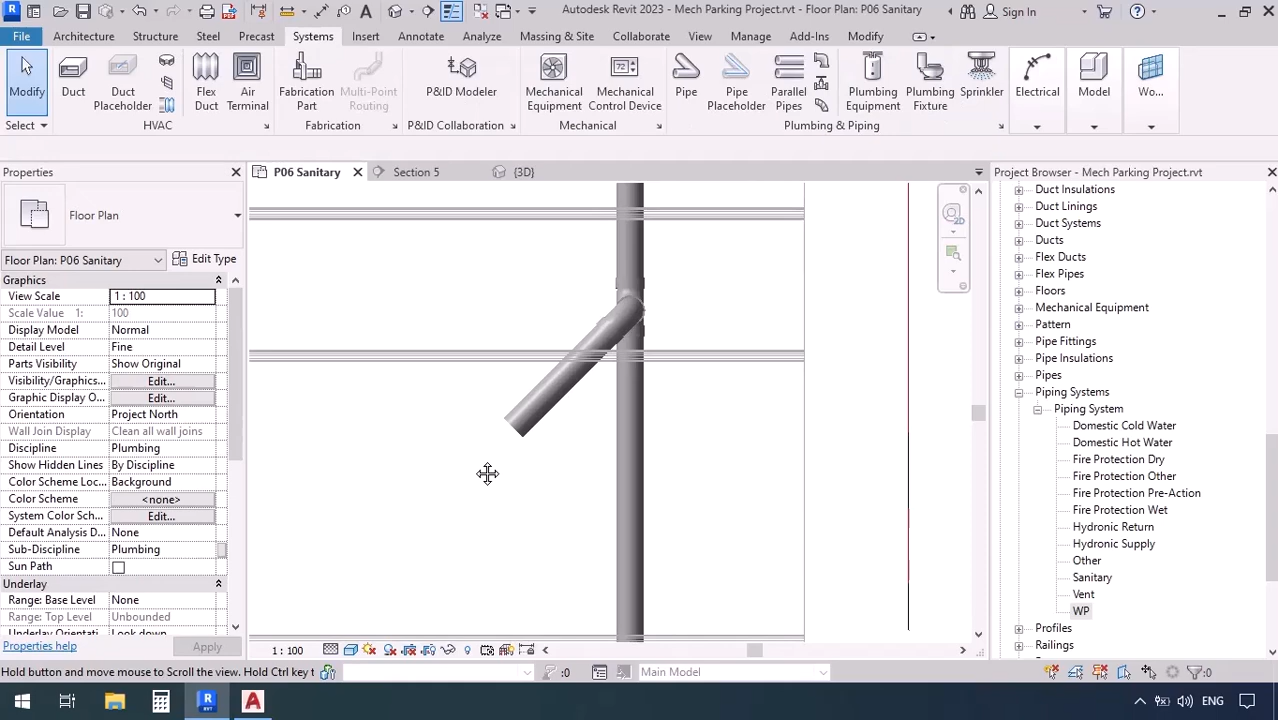 Autodesk Revit 2023 - Mech Parking Project.rvt - Floor Plan: P06 Sanitary
Sign In
File Architecture Structure Steel Precast Systems Insert Annotate Analyze Massing & Site Collaborate View Manage Add-Ins Modify
Modify
Duct
Duct Placeholder
Flex Duct
Air Terminal
Fabrication Part
Multi-Point Routing
P&ID Modeler
Mechanical Equipment
Mechanical Control Device
Pipe
Pipe Placeholder
Parallel Pipes
Plumbing Equipment
Plumbing Fixture
Sprinkler
Electrical
Model
Wo...
Select HVAC Fabrication P&ID Collaboration Mechanical Plumbing & Piping
Properties
P06 Sanitary Section 5 {3D}
Floor Plan
Floor Plan: P06 Sanitary Edit Type
Graphics
View Scale 1 : 100
Scale Value 1: 100
Display Model Normal
Detail Level Fine
Parts Visibility Show Original
Visibility/Graphics... Edit...
Graphic Display O... Edit...
Orientation Project North
Wall Join Display Clean all wall joins
Discipline Plumbing
Show Hidden Lines By Discipline
Color Scheme Loc... Background
Color Scheme <none>
System Color Sch... Edit...
Default Analysis D... None
Sub-Discipline Plumbing
Sun Path
Underlay
Range: Base Level None
Range: Top Level Unbounded
Underlay Orientati... Look down
Properties help Apply
2D
Project Browser - Mech Parking Project.rvt
Duct Insulations
Duct Linings
Duct Systems
Ducts
Flex Ducts
Flex Pipes
Floors
Mechanical Equipment
Pattern
Pipe Fittings
Pipe Insulations
Pipes
Piping Systems
Piping System
Domestic Cold Water
Domestic Hot Water
Fire Protection Dry
Fire Protection Other
Fire Protection Pre-Action
Fire Protection Wet
Hydronic Return
Hydronic Supply
Other
Sanitary
Vent
WP
Profiles
Railings
1 : 100
Hold button and move mouse to Scroll the view. Hold Ctrl key t
:0
Main Model
:0
ENG